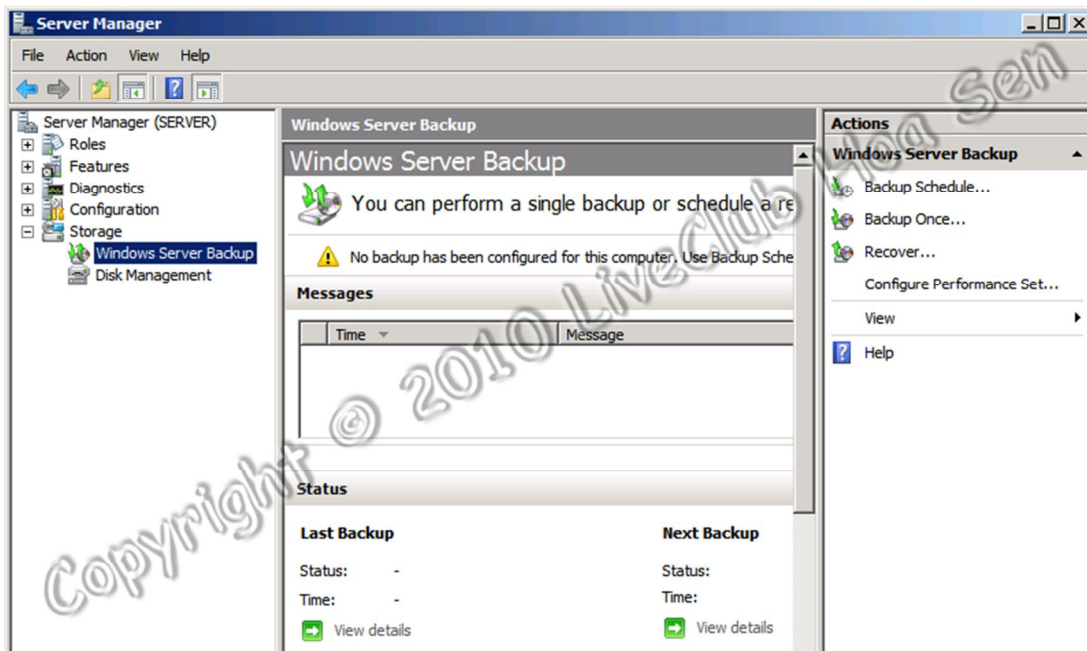 Server Manager
File Action View Help
Server Manager (SERVER)
Roles
Features
Diagnostics
Configuration
Storage
Windows Server Backup
Disk Management
Windows Server Backup
Windows Server Backup
You can perform a single backup or schedule a re
No backup has been configured for this computer. Use Backup Sche
Messages
Time Message
Status
Last Backup Next Backup
Status: - Status:
Time: - Time:
View details View details
Actions
Windows Server Backup
Backup Schedule...
Backup Once...
Recover...
Configure Performance Set...
View
Help
Copyright © 2010 LiveClub Hoa Sen